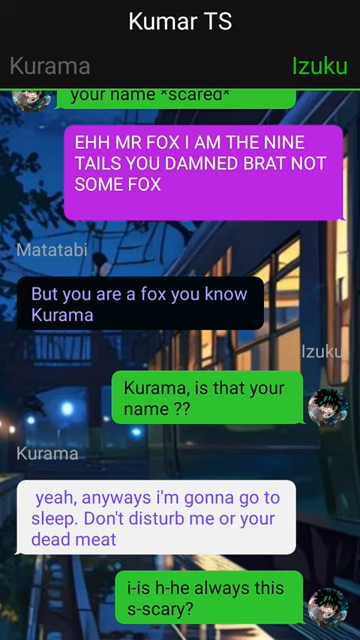 Kumar TS
Kurama
Izuku
your name *scared*
EHH MR FOX I AM THE NINE
TAILS YOU DAMNED BRAT NOT
SOME FOX
Matatabi
But you are a fox you know
Kurama
Izuku
Kurama, is that your
name ??
Kurama
yeah, anyways i'm gonna go to
sleep. Don't disturb me or your
dead meat
i-is h-he always this
s-scary?